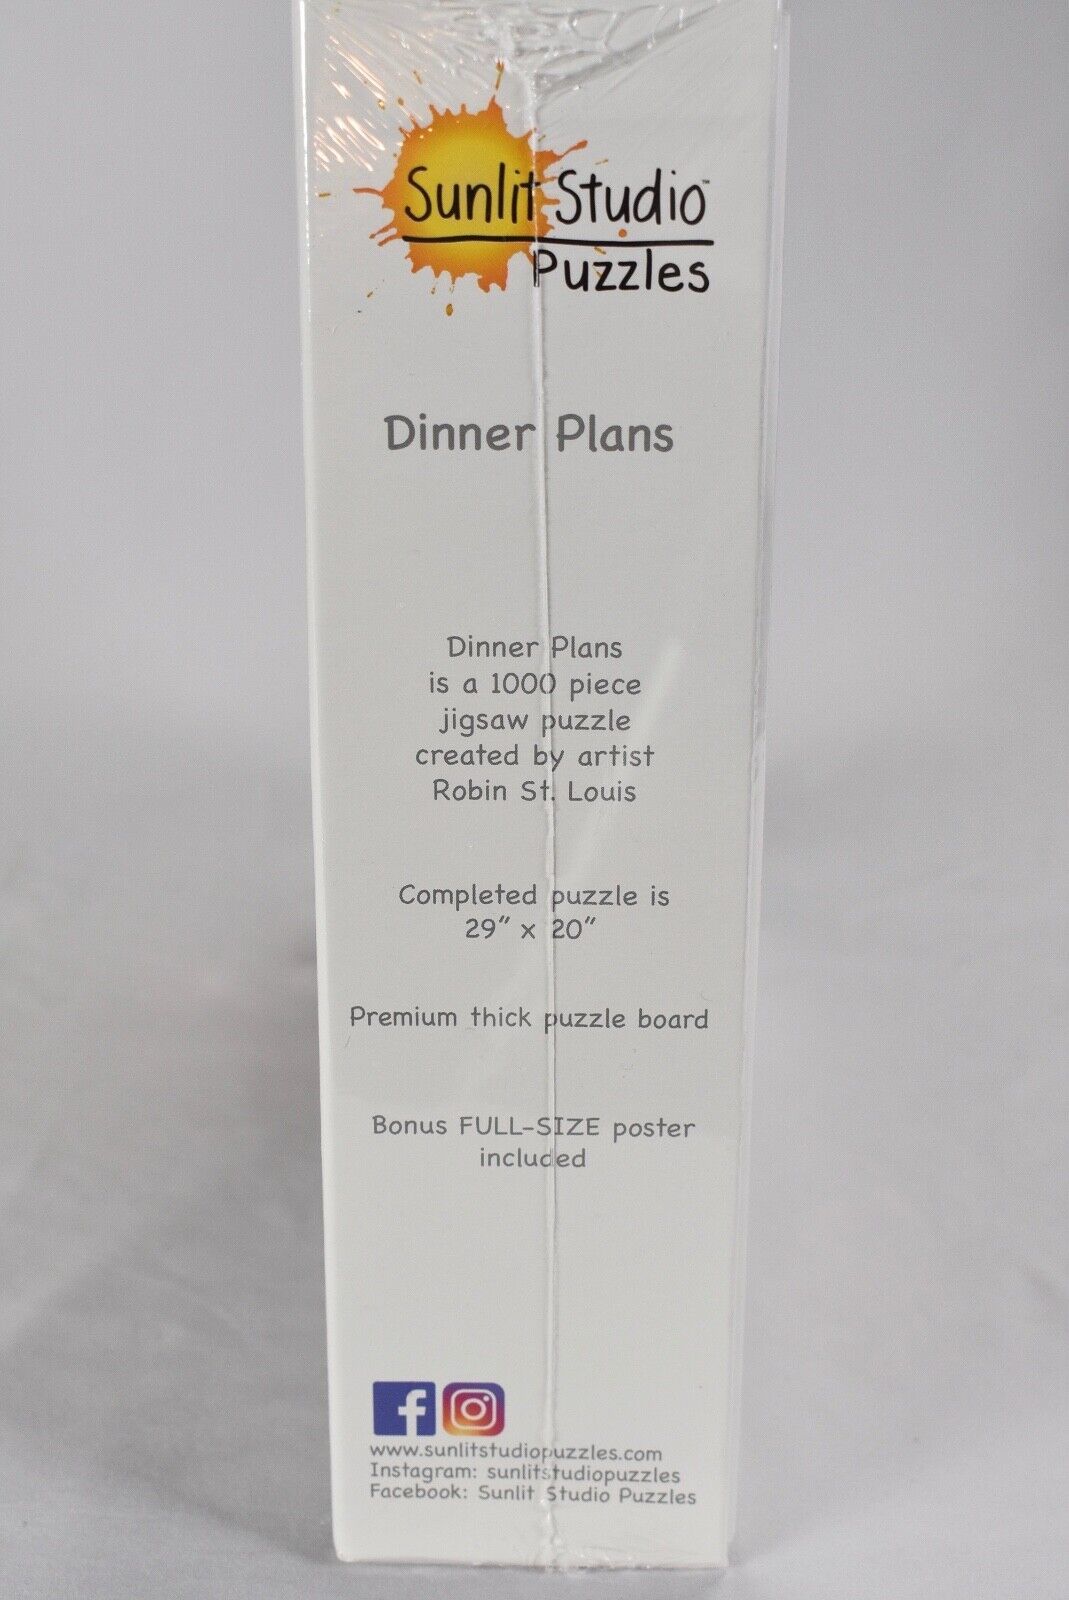 Sunlit Studio™
Puzzles
Dinner Plans
Dinner Plans
is a 1000 piece
jigsaw puzzle
created by artist
Robin St. Louis
Completed puzzle is
29" x 20"
Premium thick puzzle board
Bonus FULL-SIZE poster
included
www.sunlitstudiopuzzles.com
Instagram: sunlitstudiopuzzles
Facebook: Sunlit Studio Puzzles